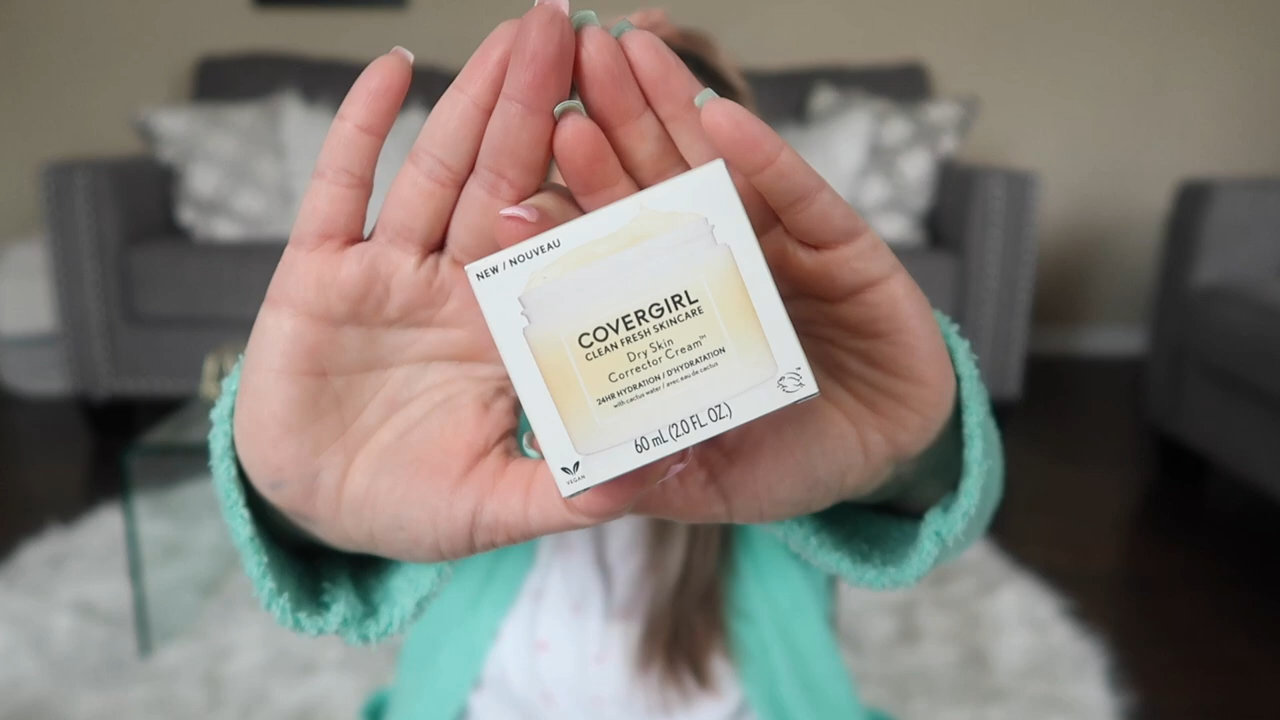 NEW / NOUVEAU
COVERGIRL
CLEAN FRESH SKINCARE
Dry Skin
Corrector Cream™
24HR HYDRATION / D'HYDRATATION
with cactus water / avec eau de cactus
60 mL (2.0 FL. OZ.)
VEGAN